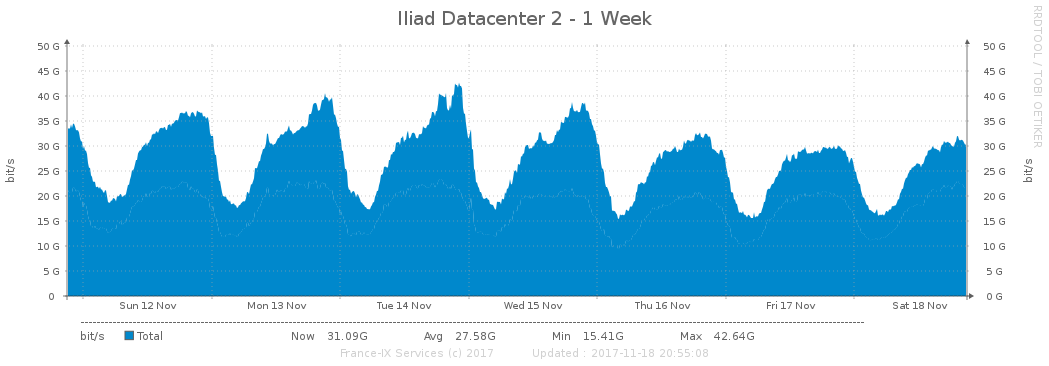 Iliad Datacenter 2 - 1 Week
RRDTOOL / TOBI OETIKER
50 G 50 G
45 G 45 G
40 G 40 G
35 G 35 G
30 G 30 G
25 G 25 G
20 G 20 G
15 G 15 G
10 G 10 G
5 G 5 G
0 0 G
bit/s
bit/s
Sun 12 Nov Mon 13 Nov Tue 14 Nov Wed 15 Nov Thu 16 Nov Fri 17 Nov Sat 18 Nov
bit/s Total Now 31.09G Avg 27.58G Min 15.41G Max 42.64G
France-IX Services (c) 2017 Updated : 2017-11-18 20:55:08